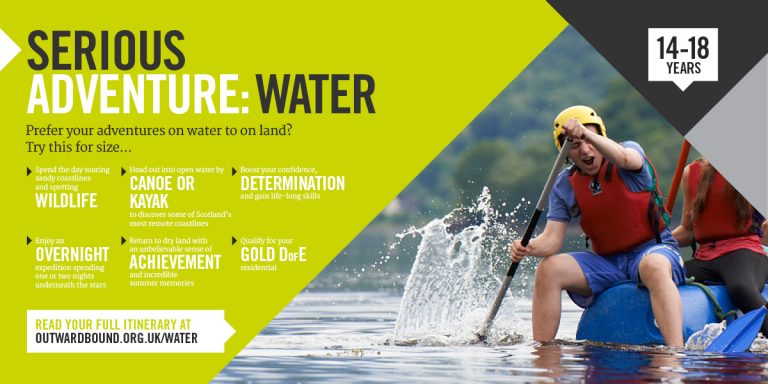 SERIOUS
ADVENTURE: WATER
Prefer your adventures on water to on land?
Try this for size...
Spend the day touring
sandy coastlines
and spotting
WILDLIFE
Head out into open water by
CANOE OR
KAYAK
to discover some of Scotland's
most remote coastlines
Boost your confidence,
DETERMINATION
and gain life-long skills
Enjoy an
OVERNIGHT
expedition spending
one or two nights
underneath the stars
Return to dry land with
an unbelievable sense of
ACHIEVEMENT
and incredible
summer memories
Qualify for your
GOLD DOFE
residential
READ YOUR FULL ITINERARY AT
OUTWARDBOUND.ORG.UK/WATER
14-18
YEARS